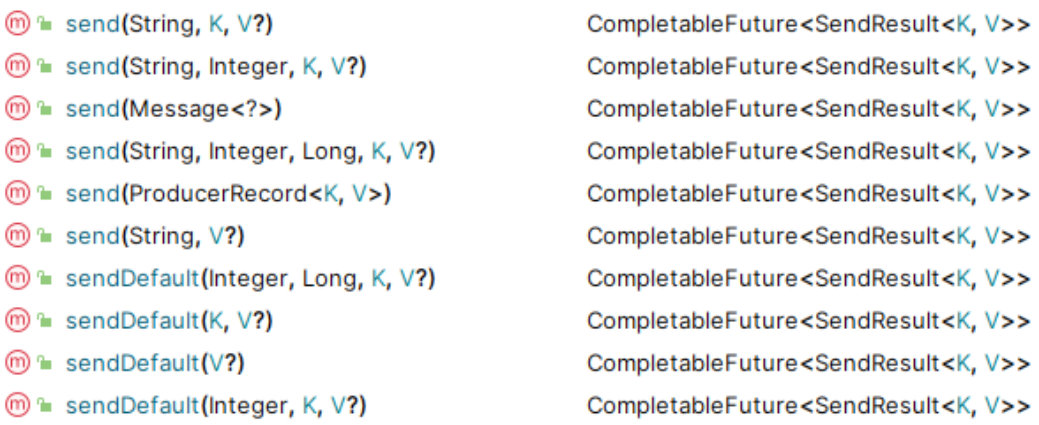 m send(String, K, V?) CompletableFuture<SendResult<K, V>>
m send(String, Integer, K, V?) CompletableFuture<SendResult<K, V>>
m send(Message<?>) CompletableFuture<SendResult<K, V>>
m send(String, Integer, Long, K, V?) CompletableFuture<SendResult<K, V>>
m send(ProducerRecord<K, V>) CompletableFuture<SendResult<K, V>>
m send(String, V?) CompletableFuture<SendResult<K, V>>
m sendDefault(Integer, Long, K, V?) CompletableFuture<SendResult<K, V>>
m sendDefault(K, V?) CompletableFuture<SendResult<K, V>>
m sendDefault(V?) CompletableFuture<SendResult<K, V>>
m sendDefault(Integer, K, V?) CompletableFuture<SendResult<K, V>>